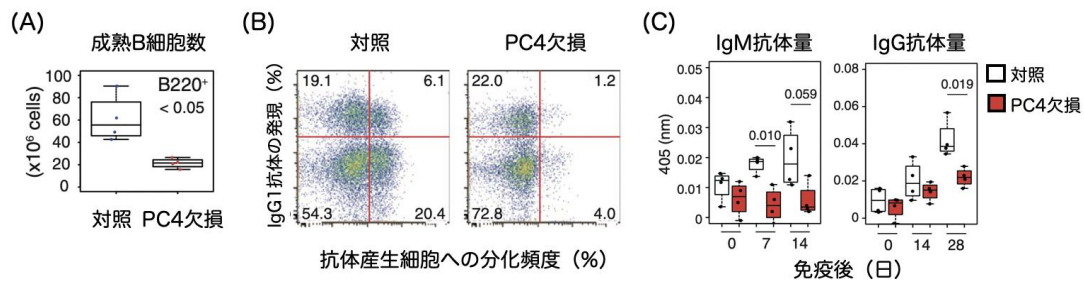 (A)
成熟B細胞数
(x10⁶ cells)
100
80
60
40
20
0
B220⁺
< 0.05
対照 PC4欠損
(B)
対照
PC4欠損
IgG1抗体の発現（%）
19.1
6.1
54.3
20.4
22.0
1.2
72.8
4.0
抗体産生細胞への分化頻度（%）
(C)
IgM抗体量
405 (nm)
0.05
0.04
0.03
0.02
0.01
0
0.010
0.059
0
7
14
IgG抗体量
0.08
0.06
0.04
0.02
0
0.019
0
14
28
免疫後（日）
対照
PC4欠損